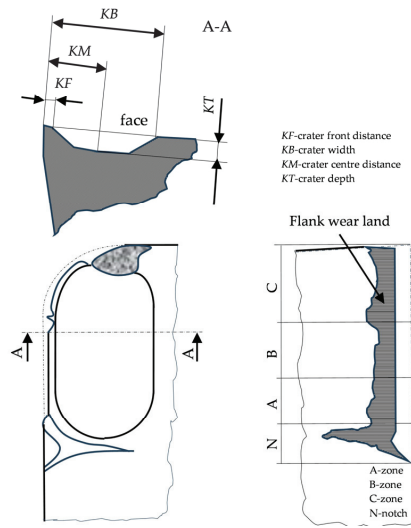 KB
A-A
KM
KF
KT
face
KF-crater front distance
KB-crater width
KM-crater centre distance
KT-crater depth
Flank wear land
C
B
A
N
A
A
A-zone
B-zone
C-zone
N-notch